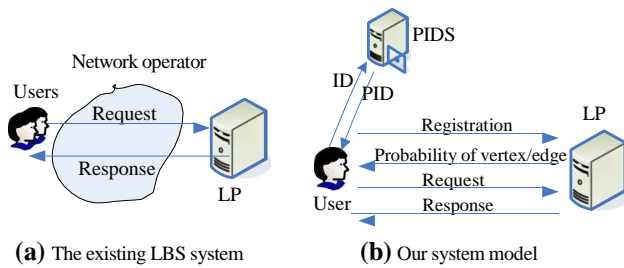 Network operator
Users
Request
Response
LP
(a) The existing LBS system
PIDS
ID
PID
LP
Registration
Probability of vertex/edge
Request
Response
User
(b) Our system model